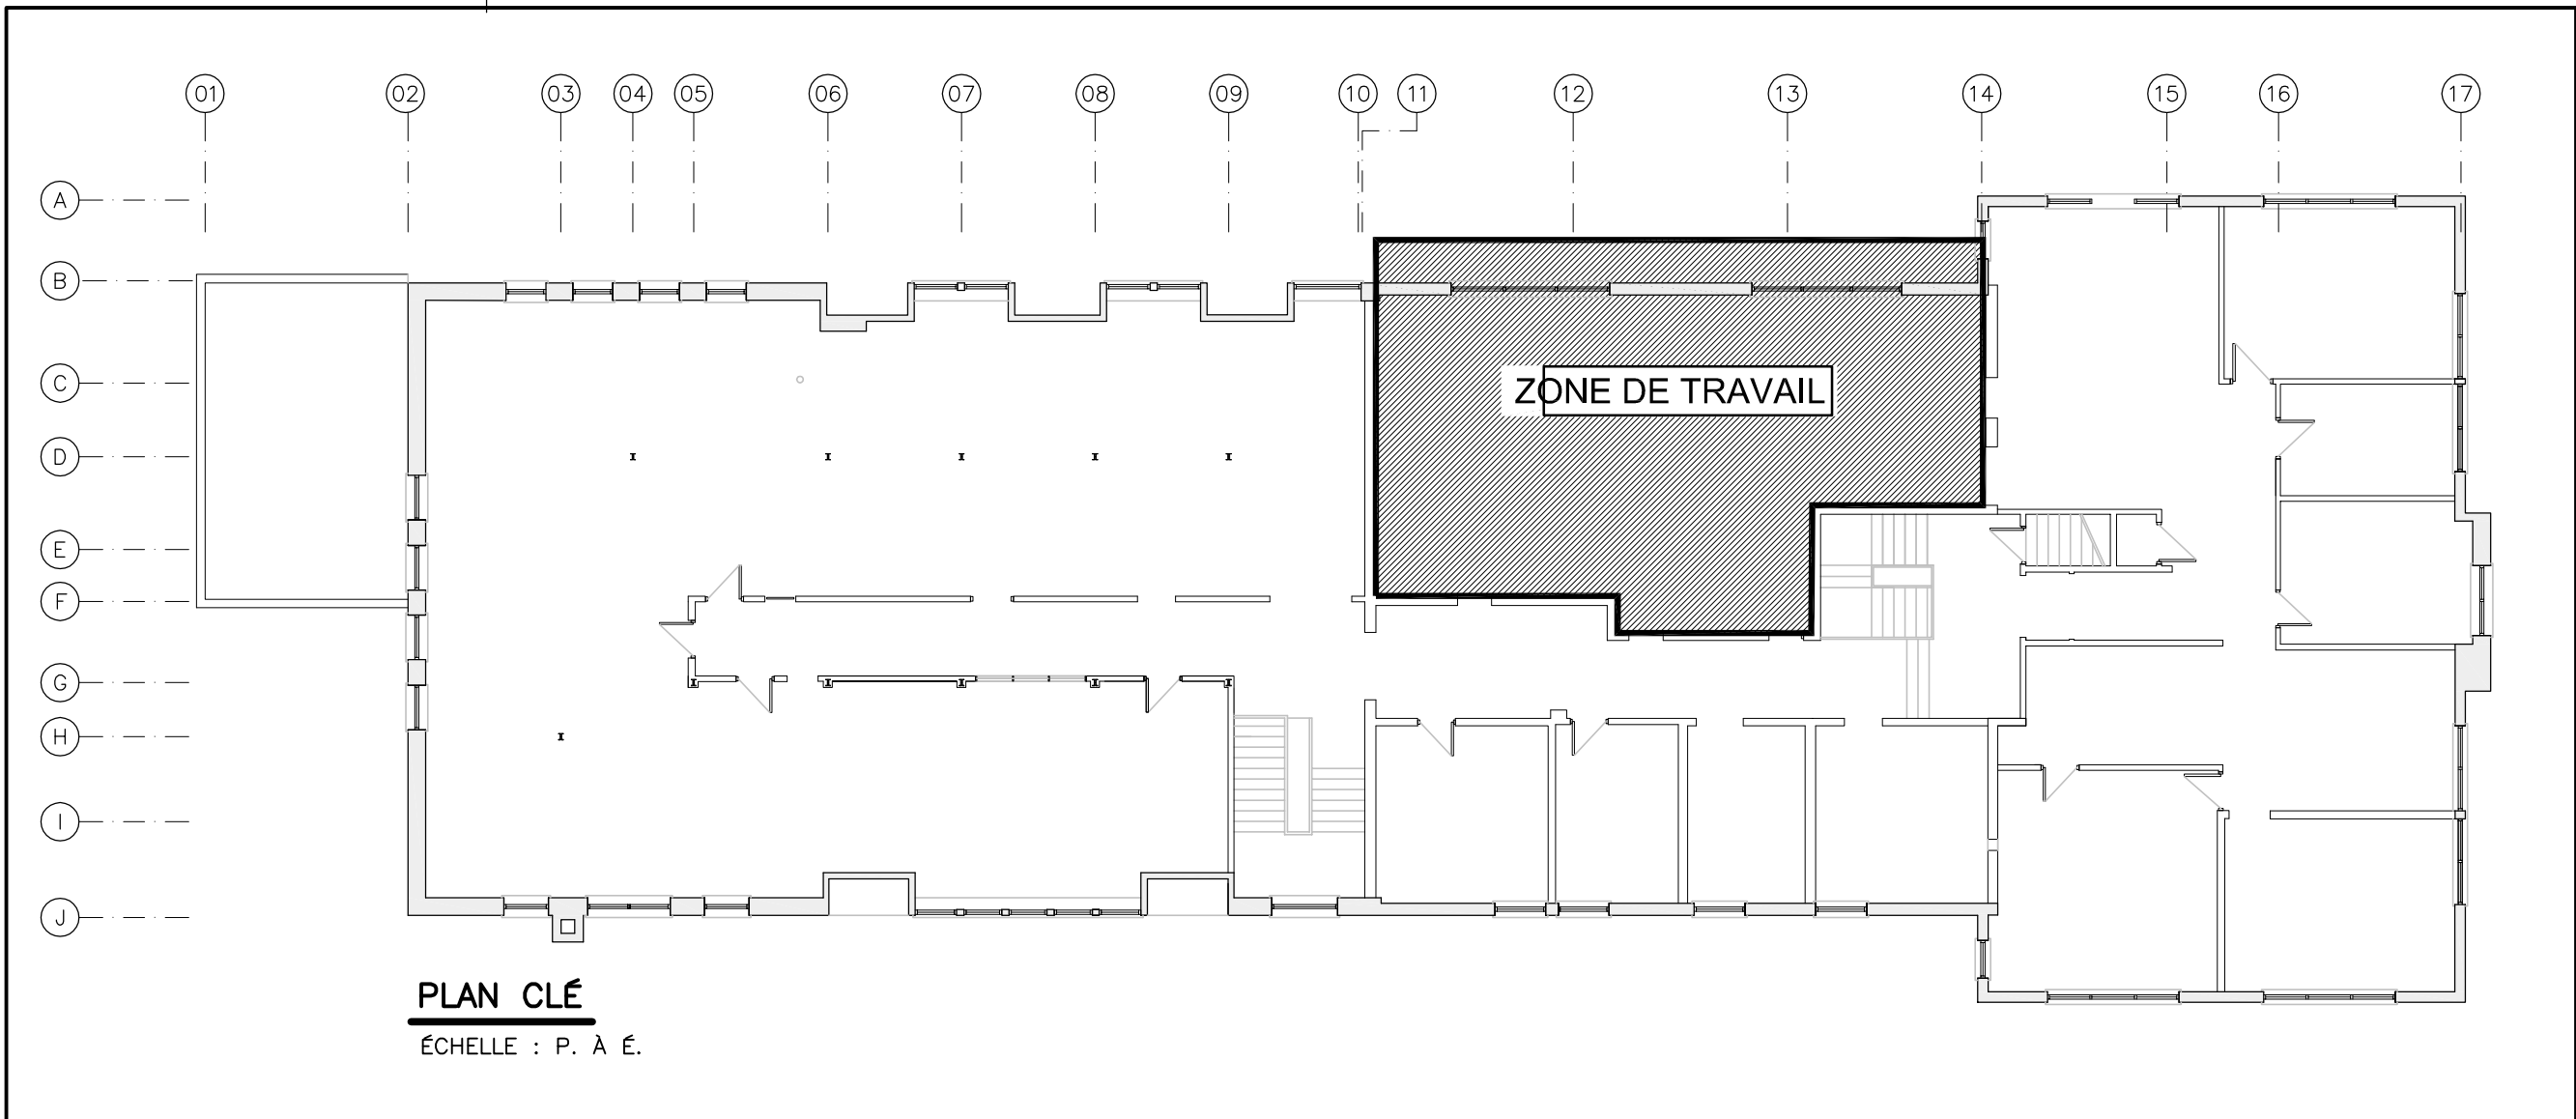 01 02 03 04 05 06 07 08 09 10 11 12 13 14 15 16 17
A
B
C
ZONE DE TRAVAIL
D
E
F
G
H
I
J
PLAN CLÉ
ÉCHELLE : P. À É.